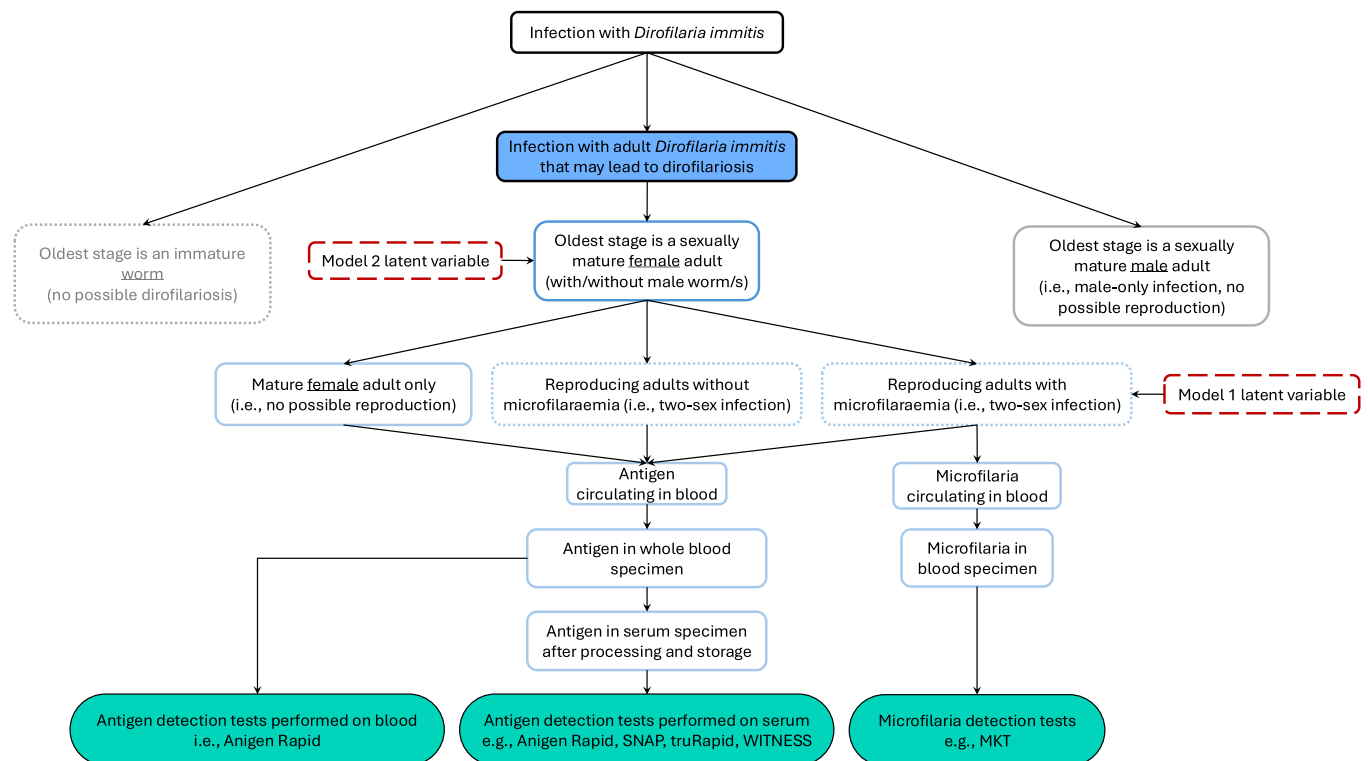 Infection with Dirofilaria immitis
Infection with adult Dirofilaria immitis
that may lead to dirofilariosis
Oldest stage is an immature
worm
(no possible dirofilariosis)
Model 2 latent variable
Oldest stage is a sexually
mature female adult
(with/without male worm/s)
Oldest stage is a sexually
mature male adult
(i.e., male-only infection, no
possible reproduction)
Mature female adult only
(i.e., no possible reproduction)
Reproducing adults without
microfilaraemia (i.e., two-sex infection)
Reproducing adults with
microfilaraemia (i.e., two-sex infection)
Model 1 latent variable
Antigen
circulating in blood
Microfilaria
circulating in blood
Antigen in whole blood
specimen
Microfilaria in
blood specimen
Antigen in serum specimen
after processing and storage
Antigen detection tests performed on blood
i.e., Anigen Rapid
Antigen detection tests performed on serum
e.g., Anigen Rapid, SNAP, truRapid, WITNESS
Microfilaria detection tests
e.g., MKT